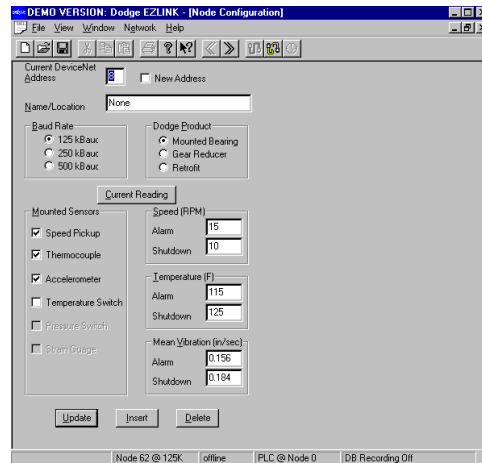 DEMO VERSION: Dodge EZLINK - [Node Configuration]
File View Window Network Help
Current DeviceNet
Address 8 New Address
Name/Location None
Baud Rate
125 kBauc
250 kBauc
500 kBauc
Dodge Product
Mounted Bearing
Gear Reducer
Retrofit
Current Reading
Mounted Sensors
Speed Pickup
Thermocouple
Accelerometer
Temperature Switch
Pressure Switch
Strain Guage
Speed (RPM)
Alarm 15
Shutdown 10
Temperature (F)
Alarm 115
Shutdown 125
Mean Vibration (in/sec)
Alarm 0.156
Shutdown 0.184
Update Insert Delete
Node 62 @ 125K offline PLC @ Node 0 DB Recording Off